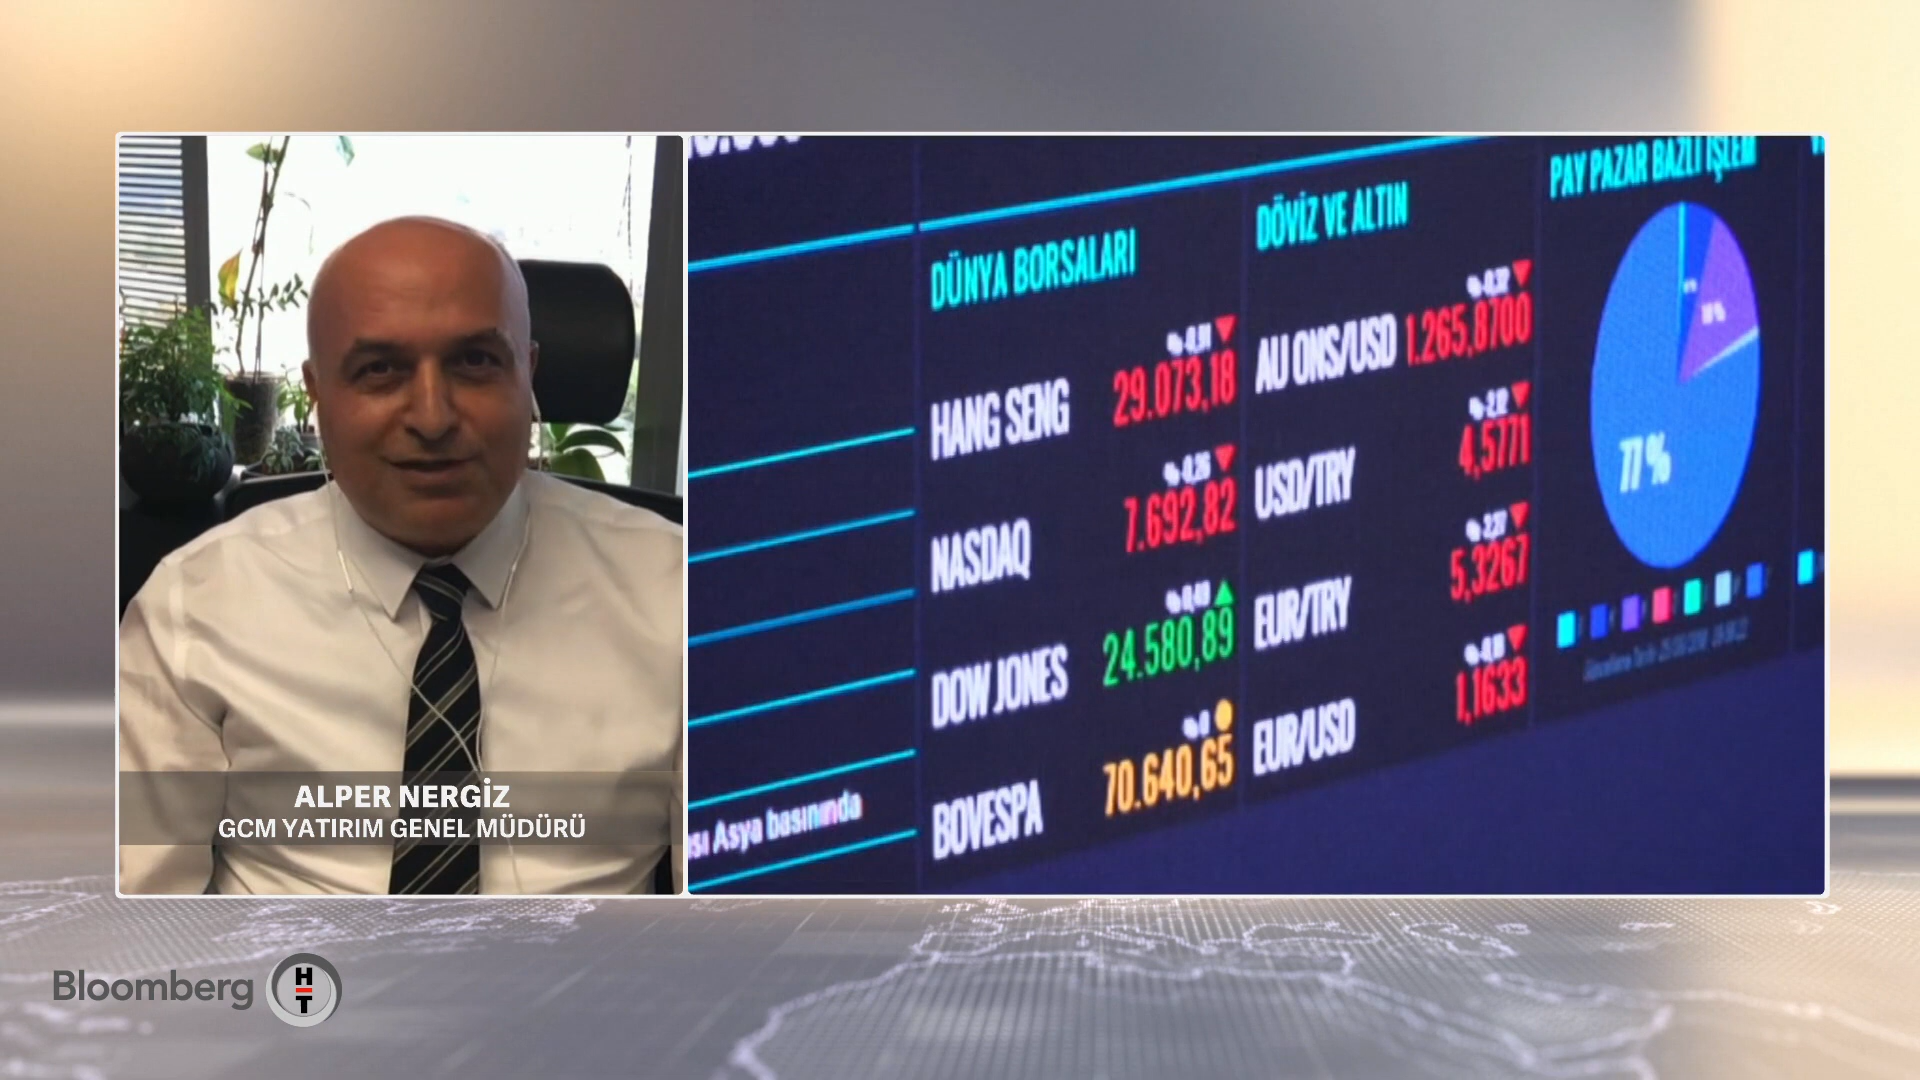 ALPER NERGİZ
GCM YATIRIM GENEL MÜDÜRÜ
DÜNYA BORSALARI
HANG SENG 29.073,18
NASDAQ 7.692,82
DOW JONES 24.580,89
BOVESPA %0 70.640,65
DÖVİZ VE ALTIN
AU ONS/USD 1.265,8700
USD/TRY 4,5771
EUR/TRY 5,3267
EUR/USD 1,1633
PAY PAZAR BAZLI İŞLEM
77%
Asya basınında
Bloomberg HT